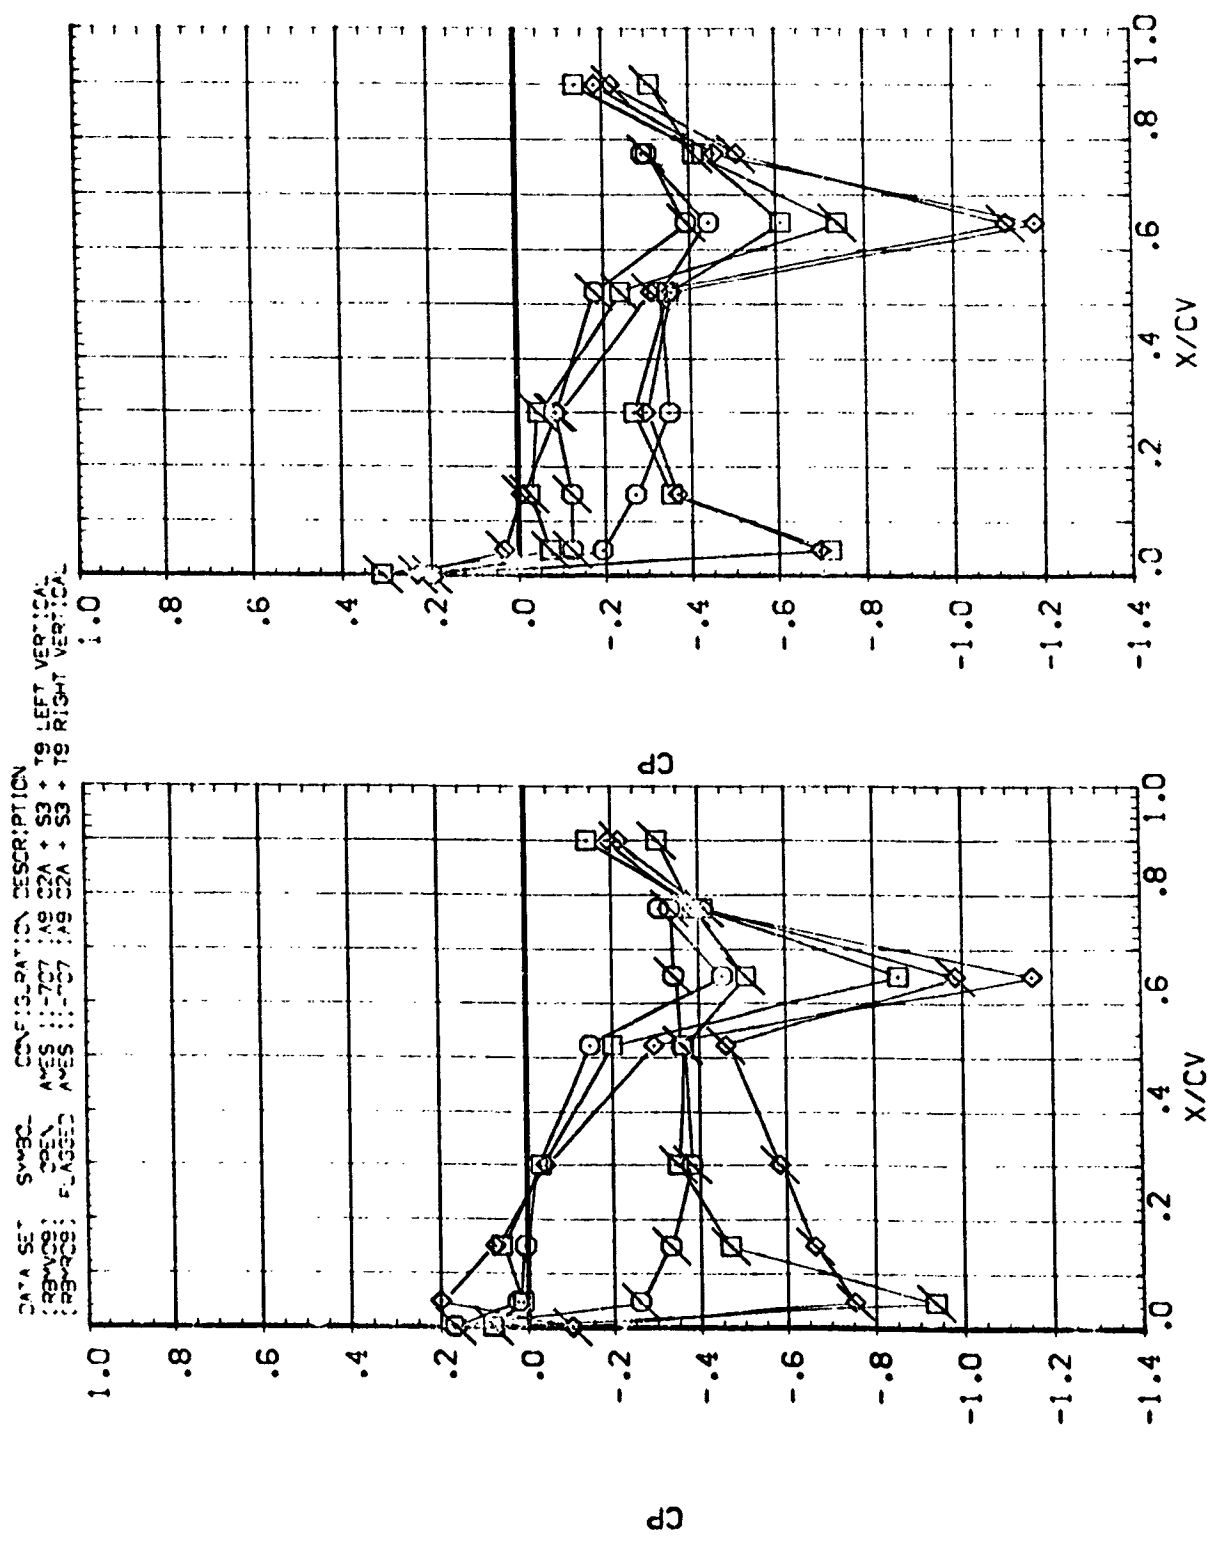 DATA SET SYMBOL CONFIGURATION DESCRIPTION
OPEN AMES 11-707 IA9 O2A + S3 + T9 LEFT VERTICAL
FLAGGED AMES 11-707 IA9 O2A + S3 + T9 RIGHT VERTICAL
CP
1.0
.8
.6
.4
.2
.0
-.2
-.4
-.6
-.8
-1.0
-1.2
-1.4
.0 .2 .4 .6 .8 1.0
X/CV
CP
1.0
.8
.6
.4
.2
.0
-.2
-.4
-.6
-.8
-1.0
-1.2
-1.4
.0 .2 .4 .6 .8 1.0
X/CV